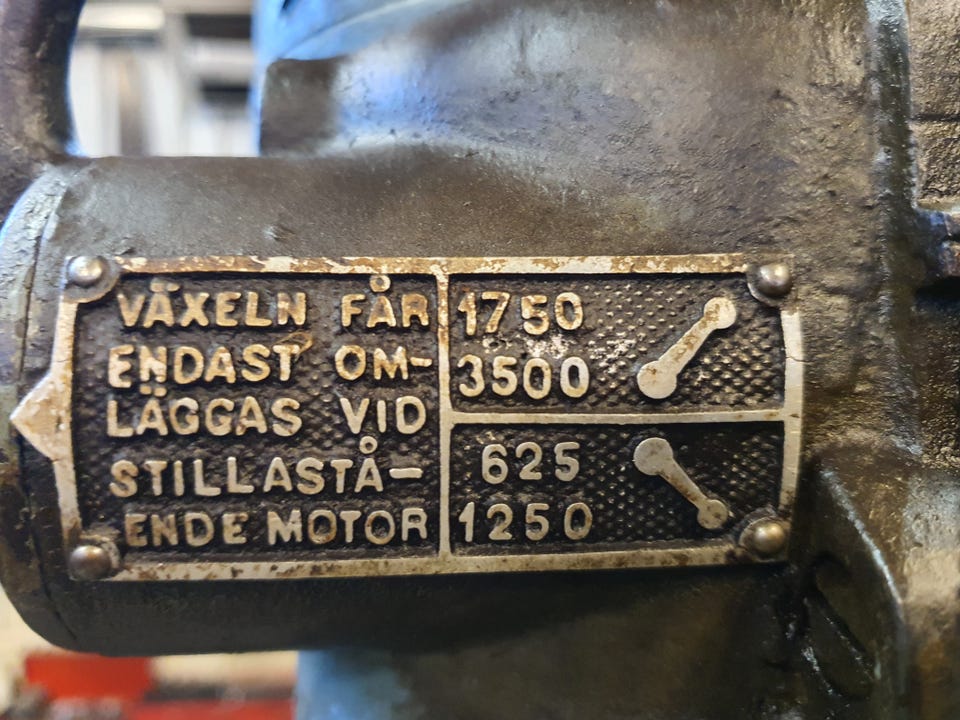 VÄXELN FÅR
ENDAST OM-
LÄGGAS VID
STILLASTÅ-
ENDE MOTOR
1750
3500
625
1250